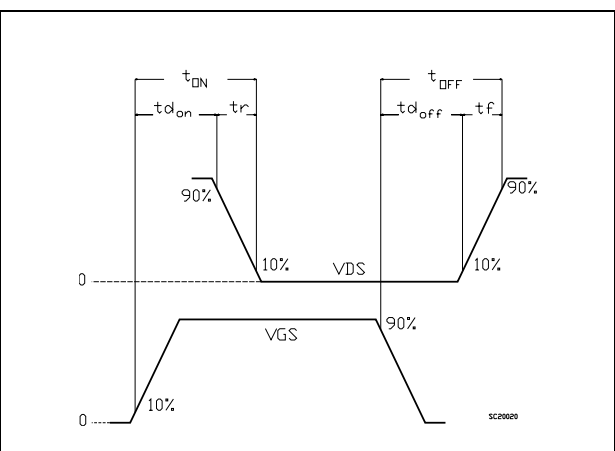 tON tOFF
tdon tr tdoff tf
90% 90%
10% VDS 10%
0
VGS 90%
10%
0
SC20020